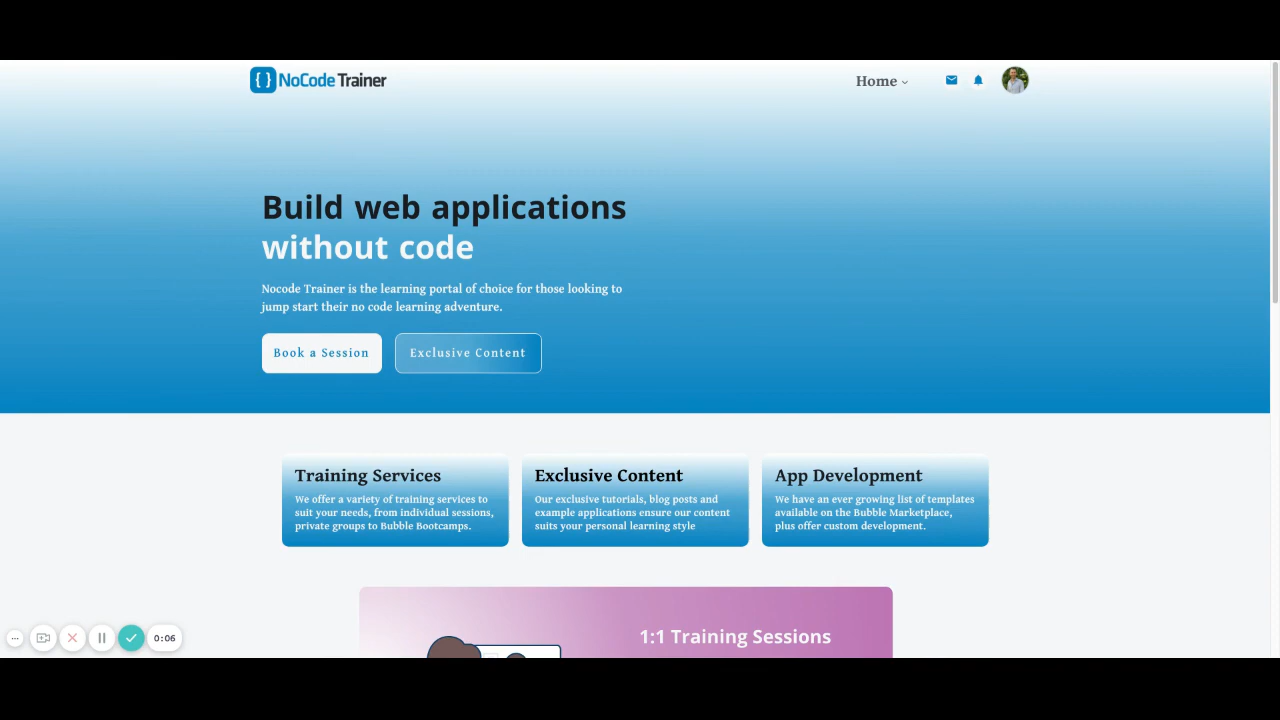 { } NoCode Trainer
Home
Build web applications
without code
Nocode Trainer is the learning portal of choice for those looking to
jump start their no code learning adventure.
Book a Session
Exclusive Content
Training Services
We offer a variety of training services to
suit your needs, from individual sessions,
private groups to Bubble Bootcamps.
Exclusive Content
Our exclusive tutorials, blog posts and
example applications ensure our content
suits your personal learning style
App Development
We have an ever growing list of templates
available on the Bubble Marketplace,
plus offer custom development.
1:1 Training Sessions
0:06